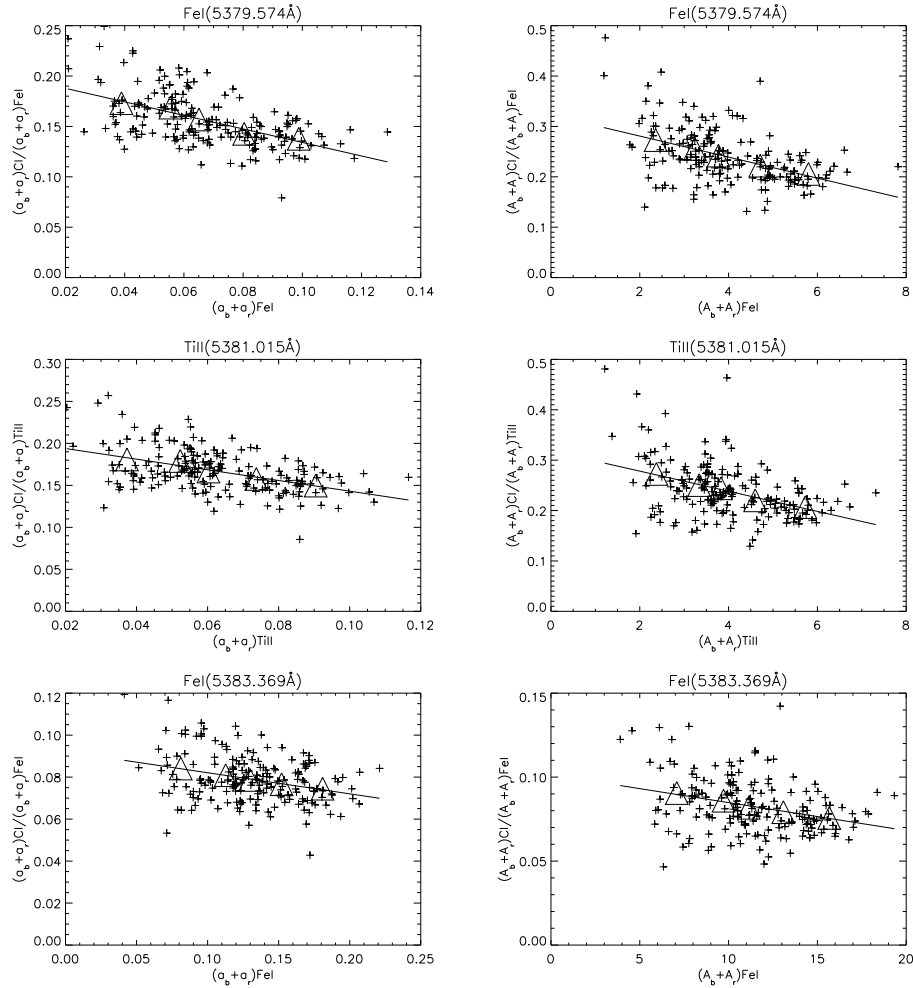 FeI(5379.574Å)
(a_b+a_r)CI/(a_b+a_r)FeI
0.25
0.20
0.15
0.10
0.05
0.00
0.02 0.04 0.06 0.08 0.10 0.12 0.14
(a_b+a_r)FeI
FeI(5379.574Å)
(A_b+A_r)CI/(A_b+A_r)FeI
0.5
0.4
0.3
0.2
0.1
0.0
0 2 4 6 8
(A_b+A_r)FeI
TiII(5381.015Å)
(a_b+a_r)CI/(a_b+a_r)TiII
0.30
0.25
0.20
0.15
0.10
0.05
0.00
0.02 0.04 0.06 0.08 0.10 0.12
(a_b+a_r)TiII
TiII(5381.015Å)
(A_b+A_r)CI/(A_b+A_r)TiII
0.5
0.4
0.3
0.2
0.1
0.0
0 2 4 6 8
(A_b+A_r)TiII
FeI(5383.369Å)
(a_b+a_r)CI/(a_b+a_r)FeI
0.12
0.10
0.08
0.06
0.04
0.02
0.00
0.00 0.05 0.10 0.15 0.20 0.25
(a_b+a_r)FeI
FeI(5383.369Å)
(A_b+A_r)CI/(A_b+A_r)FeI
0.15
0.10
0.05
0.00
0 5 10 15 20
(A_b+A_r)FeI